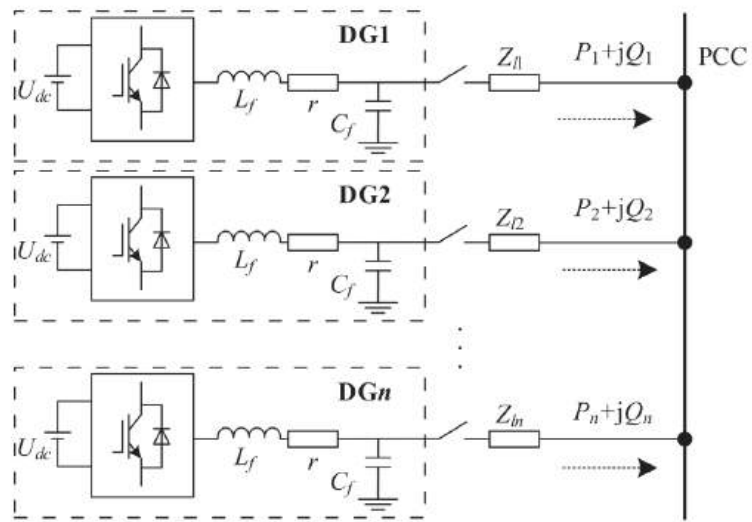 DG1
U_dc
L_f
r
C_f
Z_l1
P_1+jQ_1
PCC
DG2
U_dc
L_f
r
C_f
Z_l2
P_2+jQ_2
DGn
U_dc
L_f
r
C_f
Z_ln
P_n+jQ_n